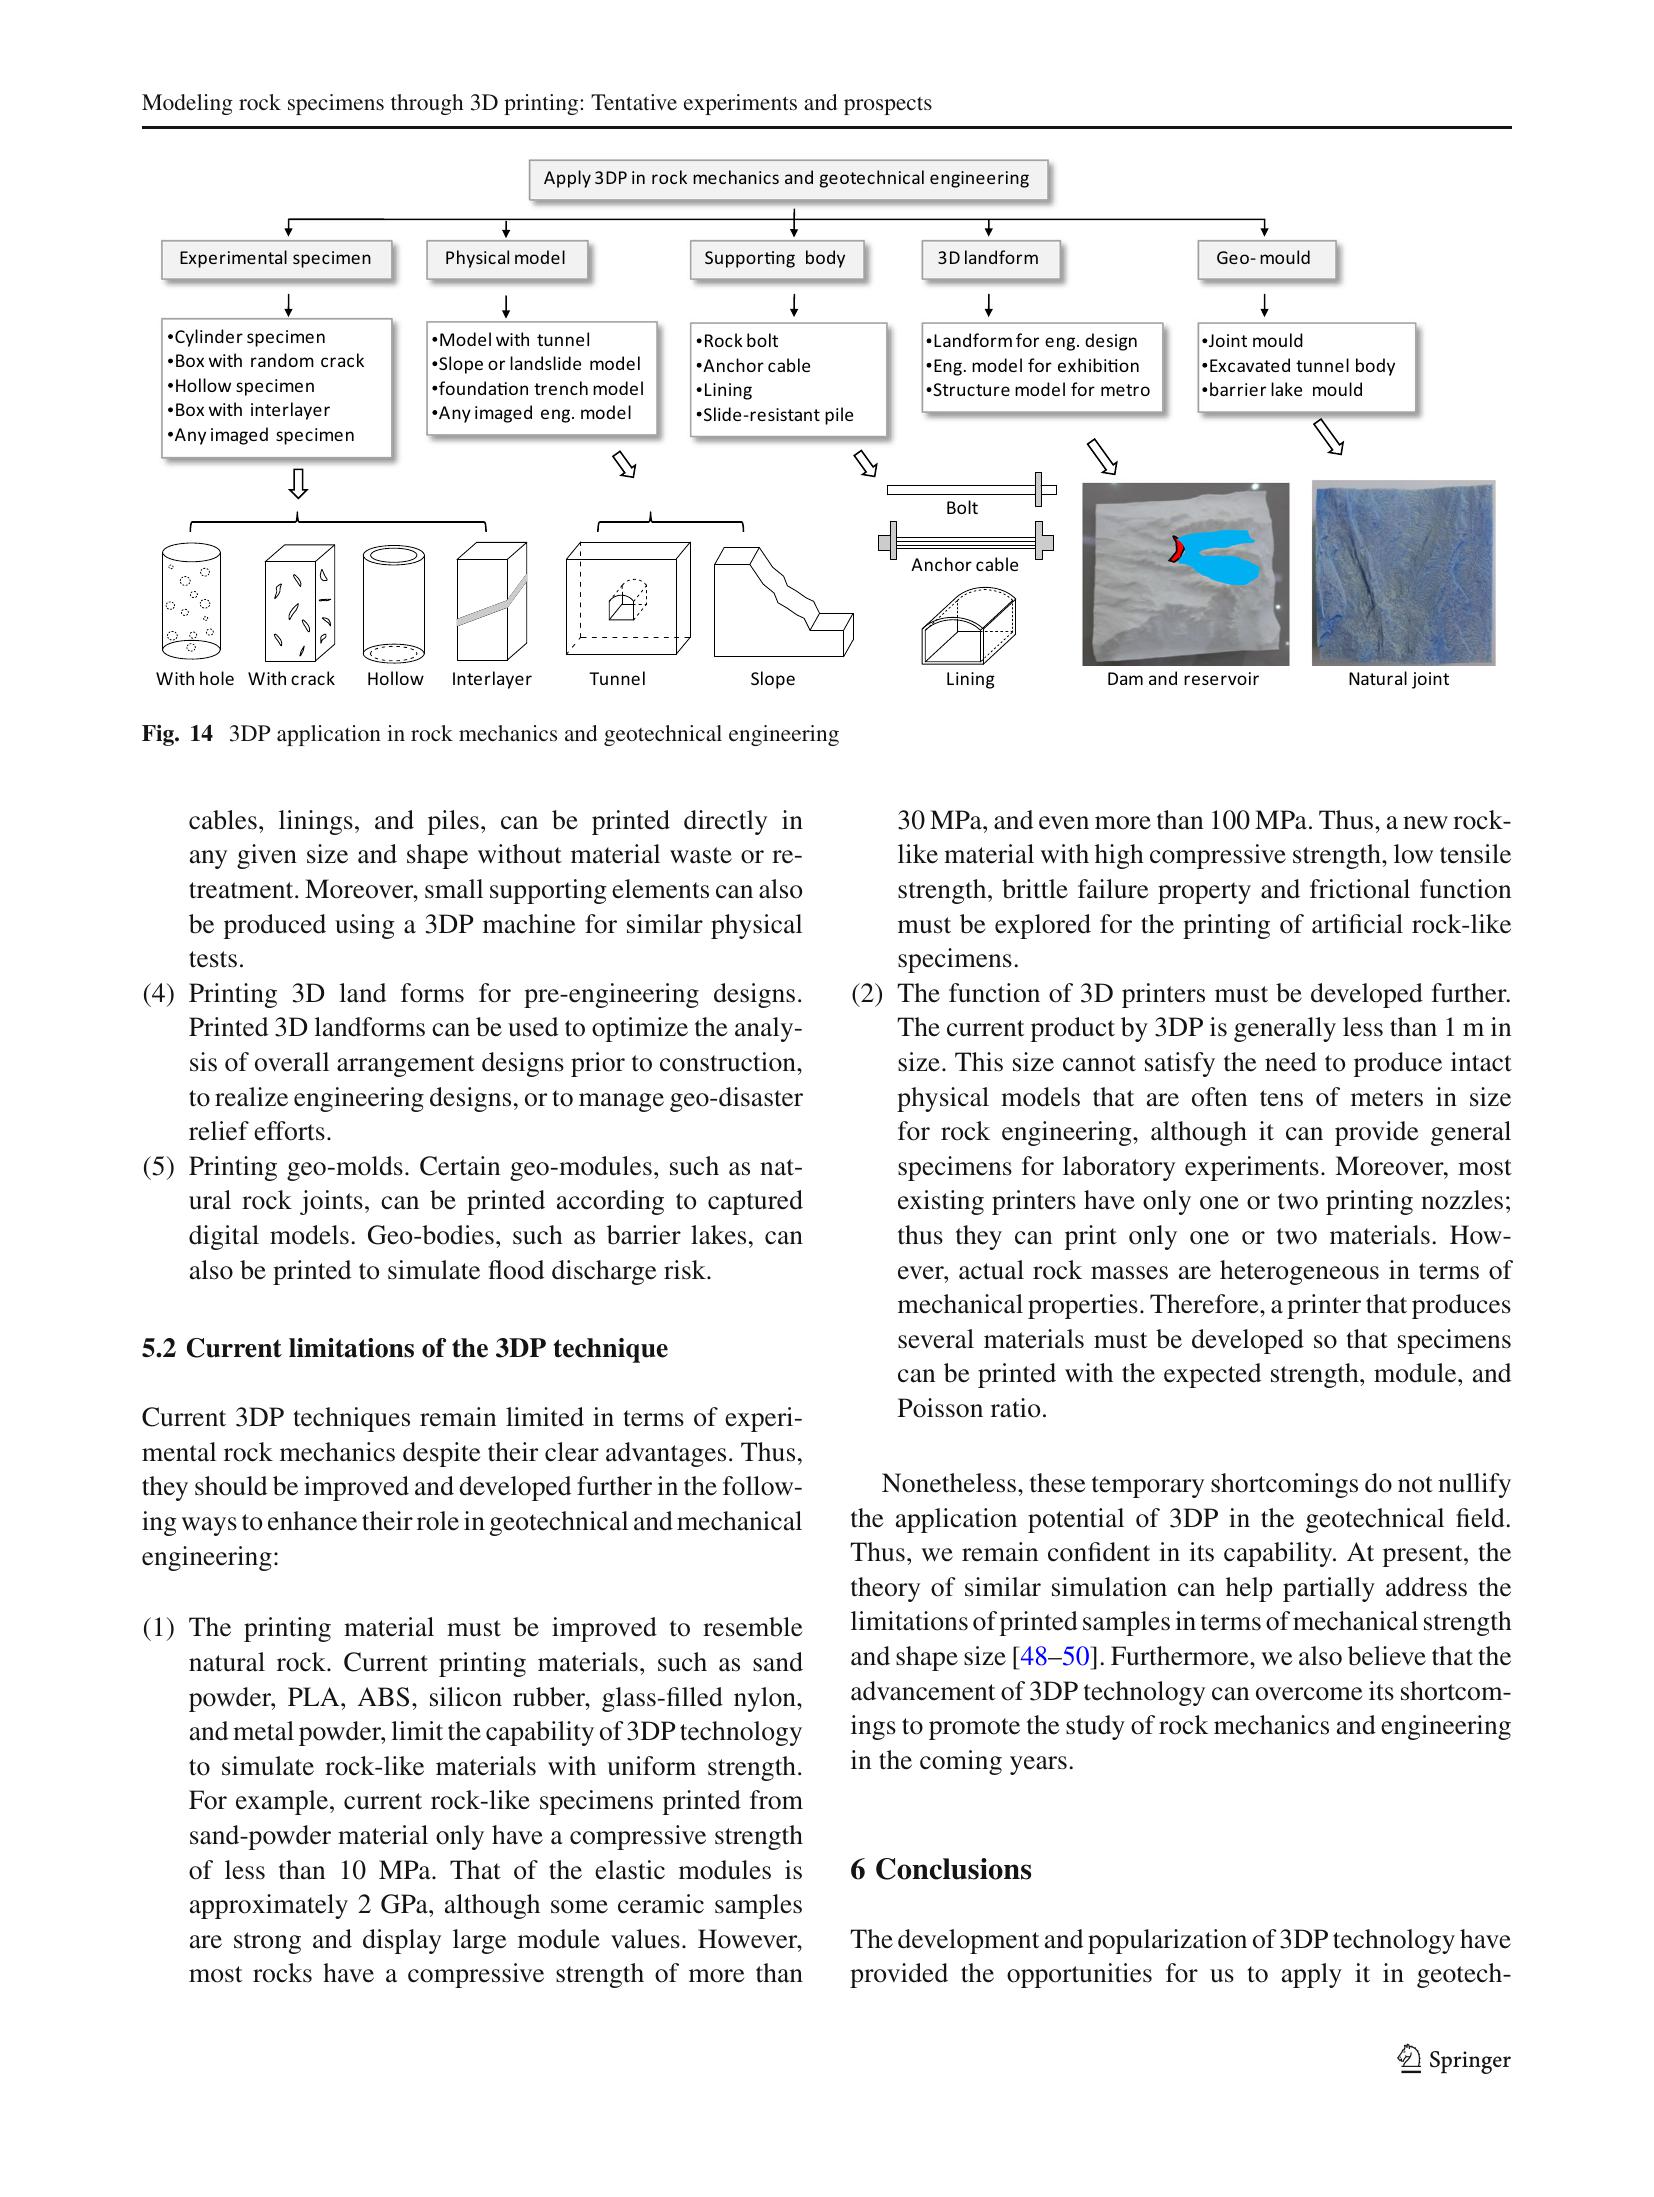 Modeling rock specimens through 3D printing: Tentative experiments and prospects
Apply 3DP in rock mechanics and geotechnical engineering
Experimental specimen
Physical model
Supporting body
3D landform
Geo- mould
•Cylinder specimen
•Box with random crack
•Hollow specimen
•Box with interlayer
•Any imaged specimen
•Model with tunnel
•Slope or landslide model
•foundation trench model
•Any imaged eng. model
•Rock bolt
•Anchor cable
•Lining
•Slide-resistant pile
•Landform for eng. design
•Eng. model for exhibition
•Structure model for metro
•Joint mould
•Excavated tunnel body
•barrier lake mould
Bolt
Anchor cable
With hole
With crack
Hollow
Interlayer
Tunnel
Slope
Lining
Dam and reservoir
Natural joint
Fig. 14 3DP application in rock mechanics and geotechnical engineering
cables, linings, and piles, can be printed directly in
any given size and shape without material waste or re-
treatment. Moreover, small supporting elements can also
be produced using a 3DP machine for similar physical
tests.
(4) Printing 3D land forms for pre-engineering designs.
Printed 3D landforms can be used to optimize the analy-
sis of overall arrangement designs prior to construction,
to realize engineering designs, or to manage geo-disaster
relief efforts.
(5) Printing geo-molds. Certain geo-modules, such as nat-
ural rock joints, can be printed according to captured
digital models. Geo-bodies, such as barrier lakes, can
also be printed to simulate flood discharge risk.
5.2 Current limitations of the 3DP technique
Current 3DP techniques remain limited in terms of experi-
mental rock mechanics despite their clear advantages. Thus,
they should be improved and developed further in the follow-
ing ways to enhance their role in geotechnical and mechanical
engineering:
(1) The printing material must be improved to resemble
natural rock. Current printing materials, such as sand
powder, PLA, ABS, silicon rubber, glass-filled nylon,
and metal powder, limit the capability of 3DP technology
to simulate rock-like materials with uniform strength.
For example, current rock-like specimens printed from
sand-powder material only have a compressive strength
of less than 10 MPa. That of the elastic modules is
approximately 2 GPa, although some ceramic samples
are strong and display large module values. However,
most rocks have a compressive strength of more than
30 MPa, and even more than 100 MPa. Thus, a new rock-
like material with high compressive strength, low tensile
strength, brittle failure property and frictional function
must be explored for the printing of artificial rock-like
specimens.
(2) The function of 3D printers must be developed further.
The current product by 3DP is generally less than 1 m in
size. This size cannot satisfy the need to produce intact
physical models that are often tens of meters in size
for rock engineering, although it can provide general
specimens for laboratory experiments. Moreover, most
existing printers have only one or two printing nozzles;
thus they can print only one or two materials. How-
ever, actual rock masses are heterogeneous in terms of
mechanical properties. Therefore, a printer that produces
several materials must be developed so that specimens
can be printed with the expected strength, module, and
Poisson ratio.
Nonetheless, these temporary shortcomings do not nullify
the application potential of 3DP in the geotechnical field.
Thus, we remain confident in its capability. At present, the
theory of similar simulation can help partially address the
limitations of printed samples in terms of mechanical strength
and shape size [48–50]. Furthermore, we also believe that the
advancement of 3DP technology can overcome its shortcom-
ings to promote the study of rock mechanics and engineering
in the coming years.
6 Conclusions
The development and popularization of 3DP technology have
provided the opportunities for us to apply it in geotech-
Springer